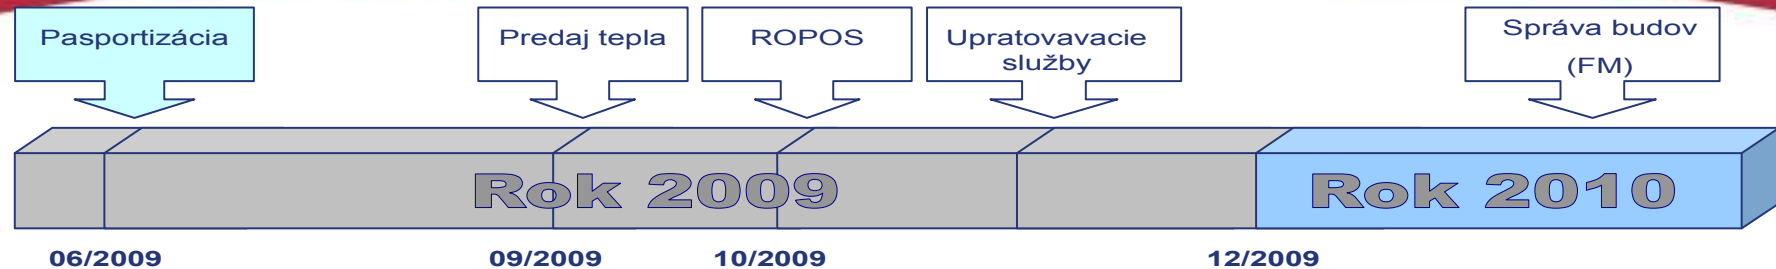 Pasportizácia
Predaj tepla
ROPOS
Upratovavacie
služby
Správa budov
(FM)
Rok 2009
Rok 2010
06/2009
09/2009
10/2009
12/2009